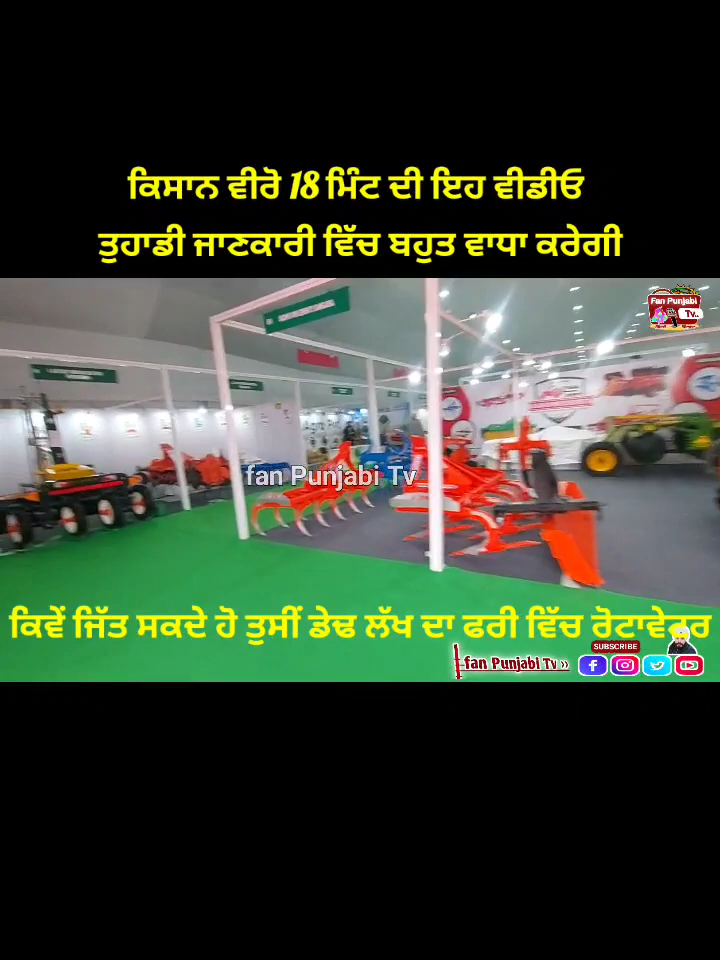 ਕਿਸਾਨ ਵੀਰੋ 18 ਮਿੰਟ ਦੀ ਇਹ ਵੀਡੀਓ
ਤੁਹਾਡੀ ਜਾਣਕਾਰੀ ਵਿੱਚ ਬਹੁਤ ਵਾਧਾ ਕਰੇਗੀ
Fan Punjabi
Tv..
fan Punjabi Tv
ਕਿਵੇਂ ਜਿੱਤ ਸਕਦੇ ਹੋ ਤੁਸੀਂ ਡੇਢ ਲੱਖ ਦਾ ਫਰੀ ਵਿੱਚ ਰੋਟਾਵੇਟਰ
SUBSCRIBE
fan Punjabi Tv »